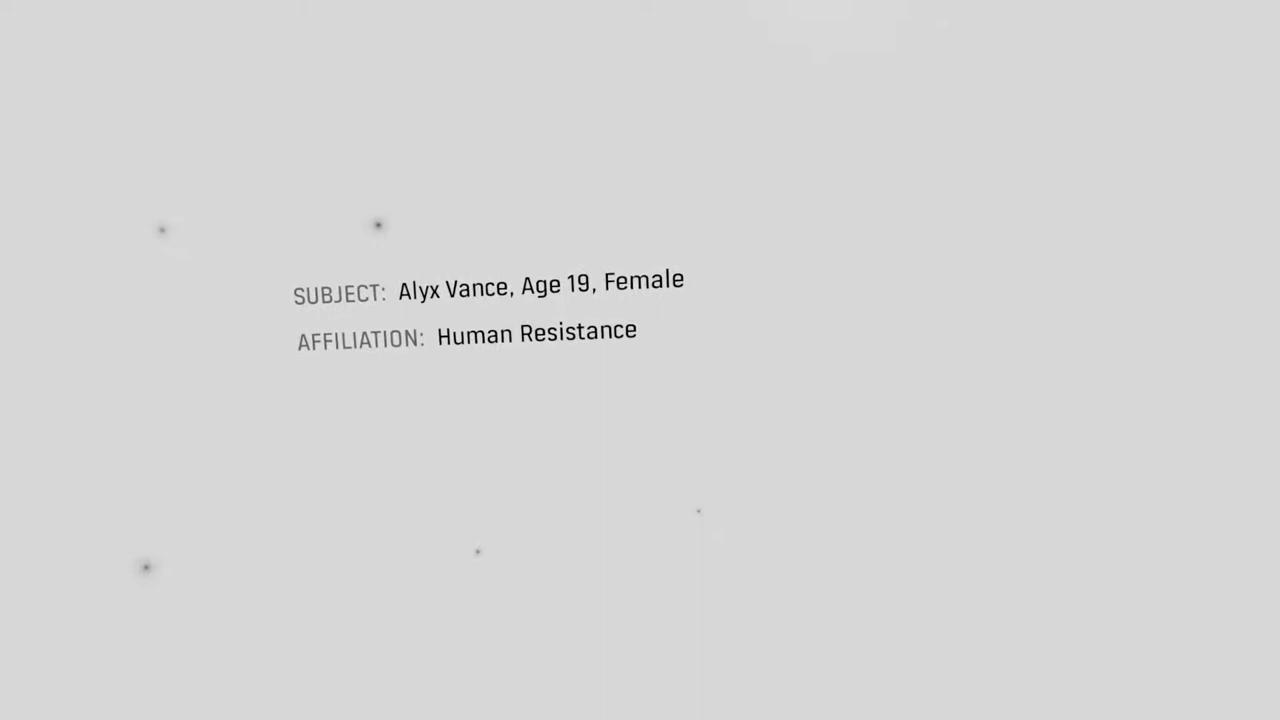 SUBJECT: Alyx Vance, Age 19, Female
AFFILIATION: Human Resistance